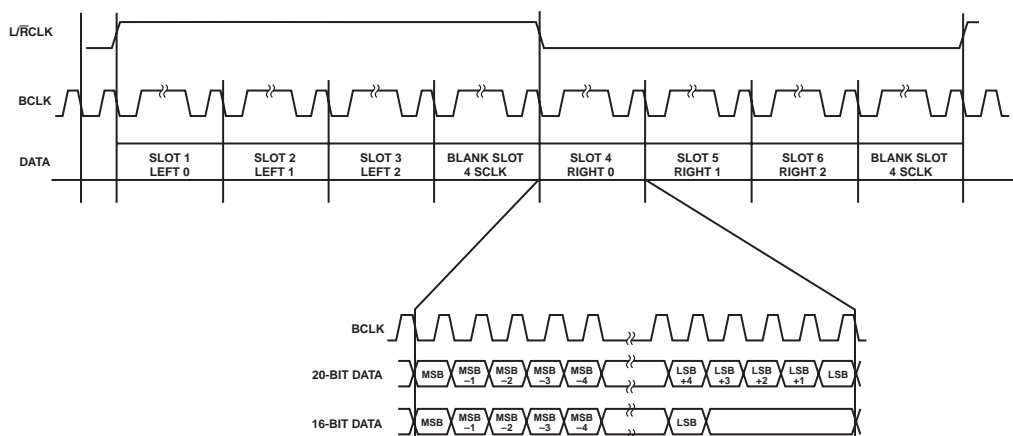 L/RCLK
BCLK
DATA
SLOT 1
LEFT 0
SLOT 2
LEFT 1
SLOT 3
LEFT 2
BLANK SLOT
4 SCLK
SLOT 4
RIGHT 0
SLOT 5
RIGHT 1
SLOT 6
RIGHT 2
BLANK SLOT
4 SCLK
BCLK
20-BIT DATA
MSB
MSB
–1
MSB
–2
MSB
–3
MSB
–4
LSB
+4
LSB
+3
LSB
+2
LSB
+1
LSB
16-BIT DATA
MSB
MSB
–1
MSB
–2
MSB
–3
MSB
–4
LSB